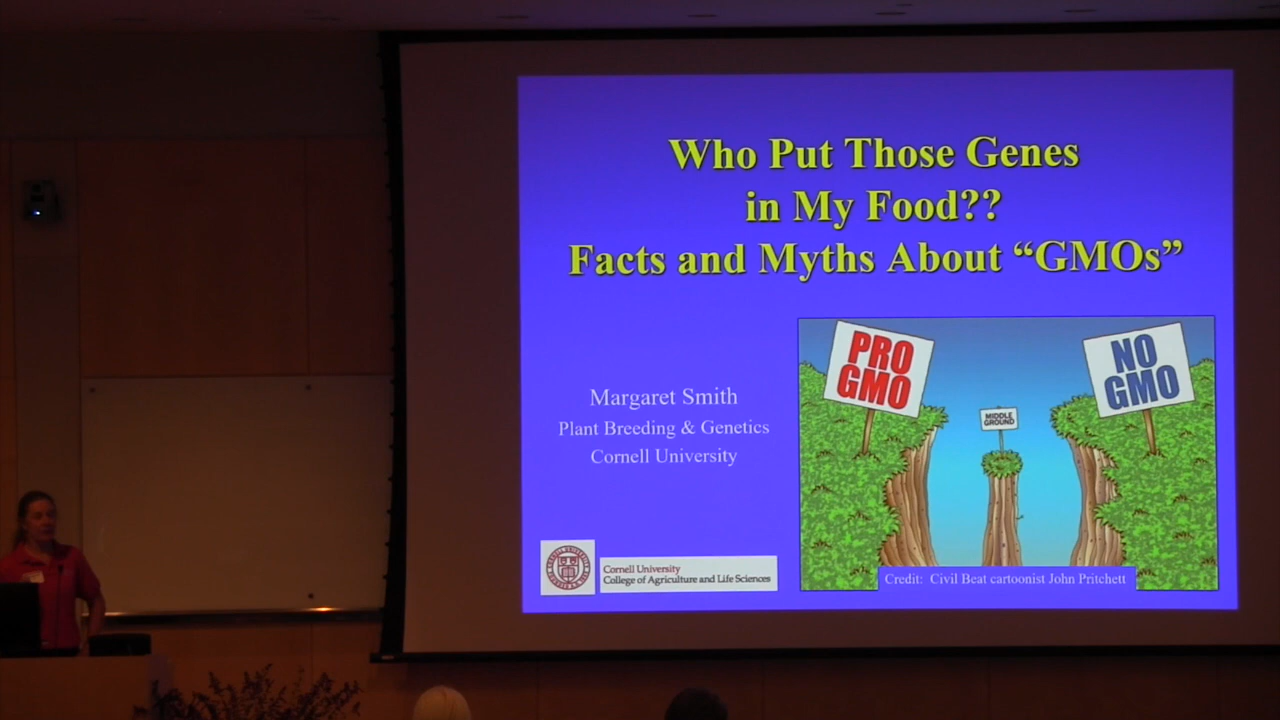 Who Put Those Genes
in My Food??
Facts and Myths About “GMOs”
Margaret Smith
Plant Breeding & Genetics
Cornell University
PRO
GMO
MIDDLE
GROUND
NO
GMO
Cornell University
College of Agriculture and Life Sciences
Credit: Civil Beat cartoonist John Pritchett